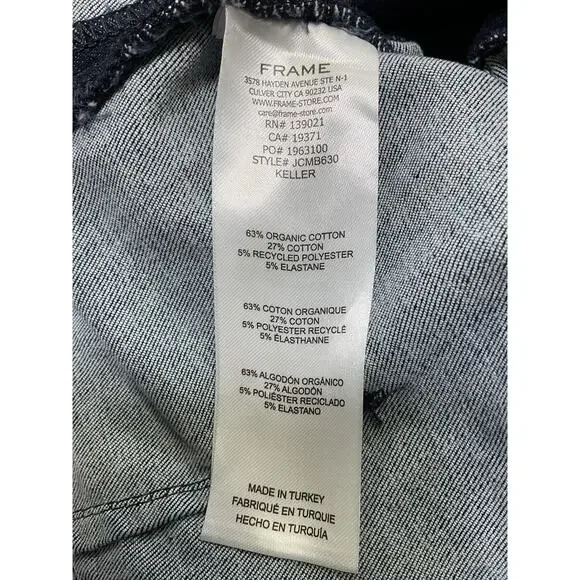 FRAME
3578 HAYDEN AVENUE STE N-1
CULVER CITY CA 90232 USA
WWW.FRAME-STORE.COM
care@frame-store.com
RN# 139021
CA# 19371
PO# 1963100
STYLE# JCMB630
KELLER
63% ORGANIC COTTON
27% COTTON
5% RECYCLED POLYESTER
5% ELASTANE
63% COTON ORGANIQUE
27% COTON
5% POLYESTER RECYCLÉ
5% ÉLASTHANNE
63% ALGODÓN ORGÁNICO
27% ALGODÓN
5% POLIÉSTER RECICLADO
5% ELASTANO
MADE IN TURKEY
FABRIQUÉ EN TURQUIE
HECHO EN TURQUÍA